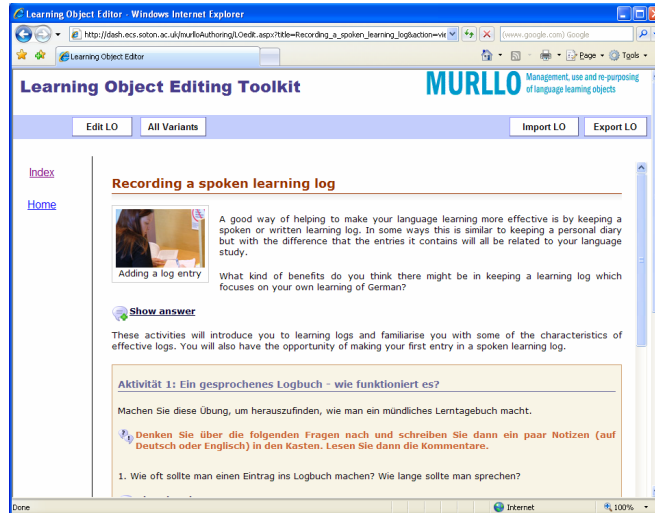 Learning Object Editor - Windows Internet Explorer
http://dash.ecs.soton.ac.uk/murlloAuthoring/LOedit.aspx?title=Recording_a_spoken_learning_log&action=vie
[www.google.com] Google
Learning Object Editor
Page
Tools
Learning Object Editing Toolkit
MURLLO
Management, use and re-purposing
of language learning objects
Edit LO
All Variants
Import LO
Export LO
Index
Home
Recording a spoken learning log
A good way of helping to make your language learning more effective is by keeping a
spoken or written learning log. In some ways this is similar to keeping a personal diary
but with the difference that the entries it contains will all be related to your language
study.
Adding a log entry
What kind of benefits do you think there might be in keeping a learning log which
focuses on your own learning of German?
Show answer
These activities will introduce you to learning logs and familiarise you with some of the characteristics of
effective logs. You will also have the opportunity of making your first entry in a spoken learning log.
Aktivität 1: Ein gesprochenes Logbuch - wie funktioniert es?
Machen Sie diese Übung, um herauszufinden, wie man ein mündliches Lerntagebuch macht.
Denken Sie über die folgenden Fragen nach und schreiben Sie dann ein paar Notizen (auf
Deutsch oder Englisch) in den Kasten. Lesen Sie dann die Kommentare.
1. Wie oft sollte man einen Eintrag ins Logbuch machen? Wie lange sollte man sprechen?
Done
Internet
100%